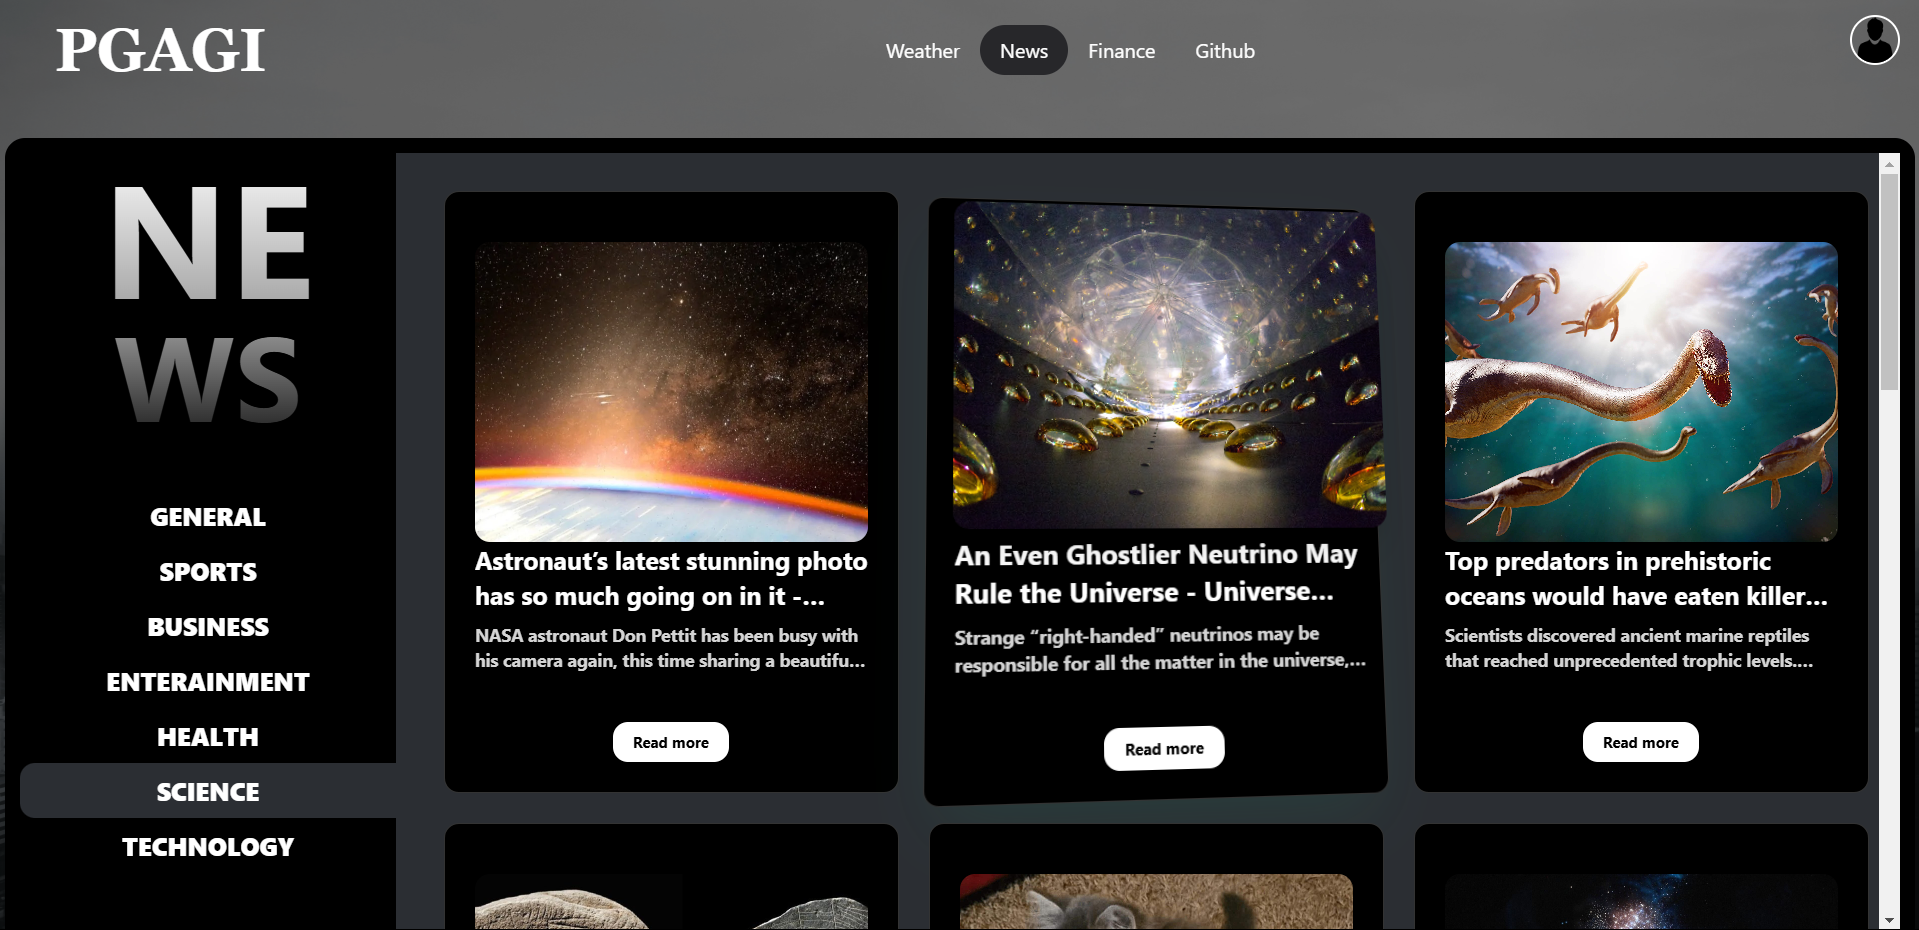 PGAGI
Weather
News
Finance
Github
NE
WS
GENERAL
SPORTS
BUSINESS
ENTERAINMENT
HEALTH
SCIENCE
TECHNOLOGY
Astronaut’s latest stunning photo
has so much going on in it -...
NASA astronaut Don Pettit has been busy with
his camera again, this time sharing a beautifu...
Read more
An Even Ghostlier Neutrino May
Rule the Universe - Universe...
Strange “right-handed” neutrinos may be
responsible for all the matter in the universe,...
Read more
Top predators in prehistoric
oceans would have eaten killer...
Scientists discovered ancient marine reptiles
that reached unprecedented trophic levels....
Read more